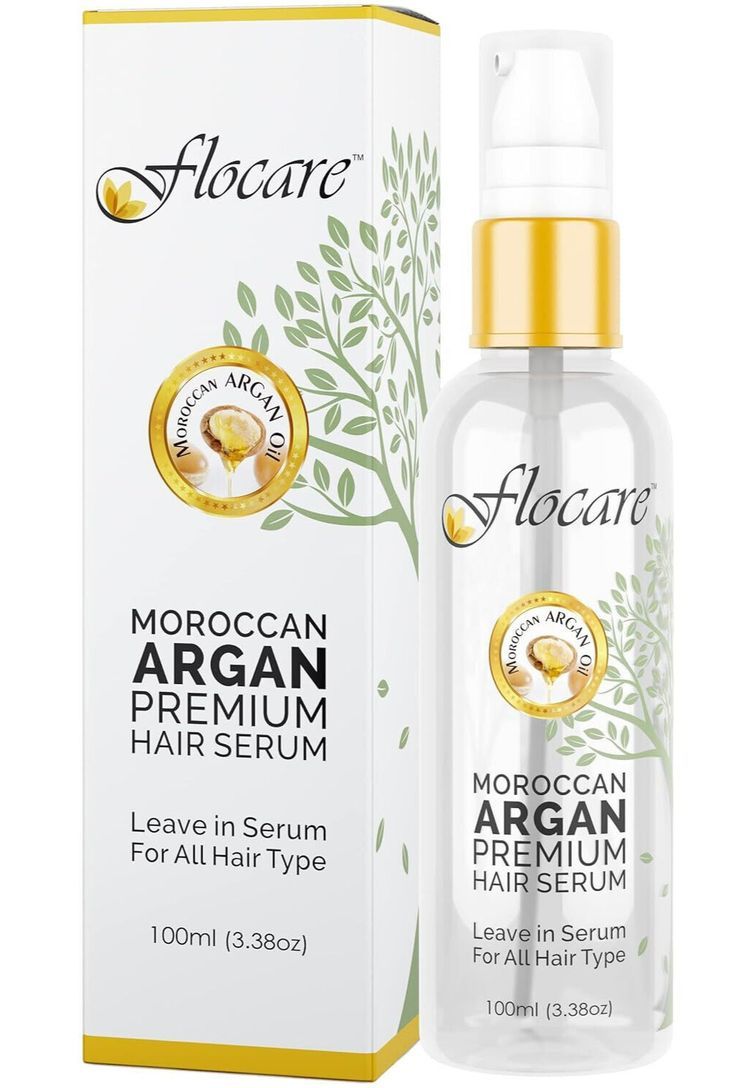 flocare™
MOROCCAN ARGAN Oil
MOROCCAN
ARGAN
PREMIUM
HAIR SERUM
Leave in Serum
For All Hair Type
100ml (3.38oz)
flocare™
MOROCCAN ARGAN Oil
MOROCCAN
ARGAN
PREMIUM
HAIR SERUM
Leave in Serum
For All Hair Type
100ml (3.38oz)